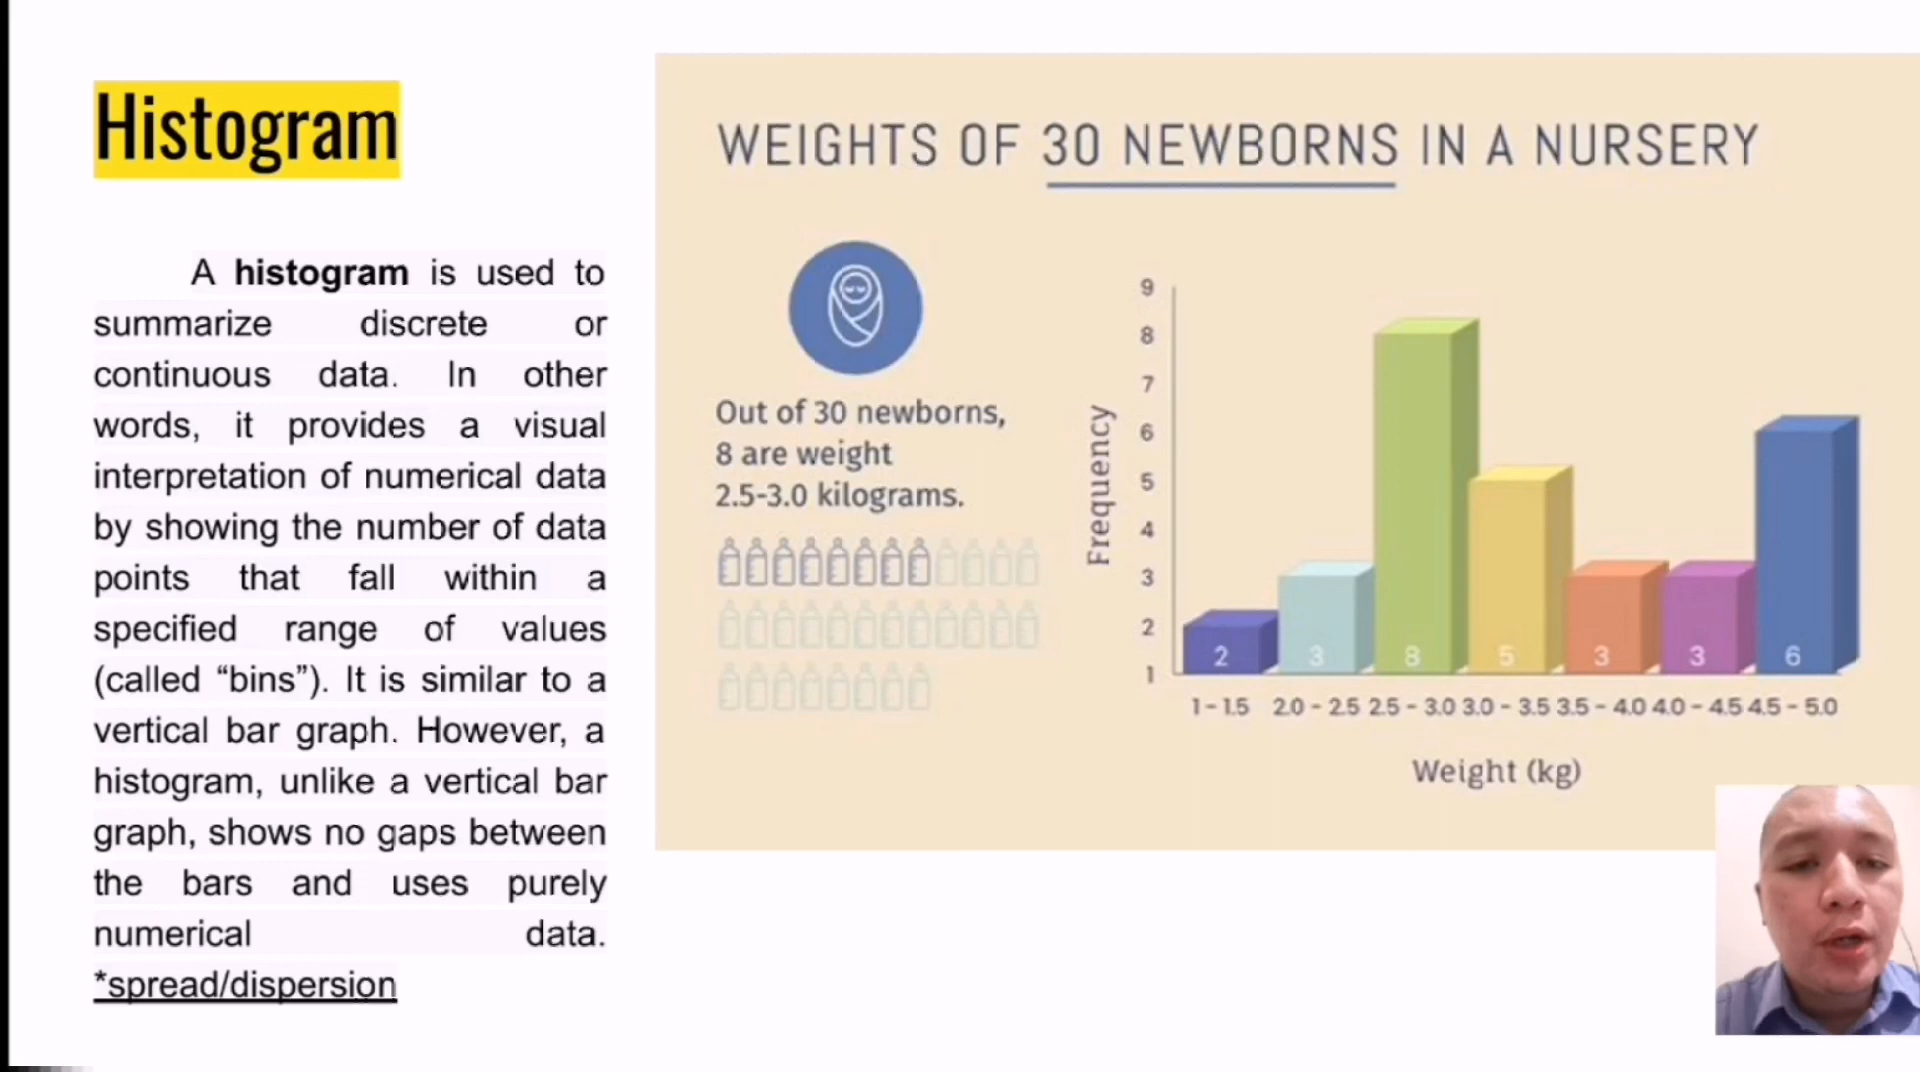 Histogram
A histogram is used to
summarize discrete or
continuous data. In other
words, it provides a visual
interpretation of numerical data
by showing the number of data
points that fall within a
specified range of values
(called “bins”). It is similar to a
vertical bar graph. However, a
histogram, unlike a vertical bar
graph, shows no gaps between
the bars and uses purely
numerical data.
*spread/dispersion
WEIGHTS OF 30 NEWBORNS IN A NURSERY
Out of 30 newborns,
8 are weight
2.5-3.0 kilograms.
Frequency
9
8
7
6
5
4
3
2
1
2 3 8 5 3 3 6
1 - 1.5 2.0 - 2.5 2.5 - 3.0 3.0 - 3.5 3.5 - 4.0 4.0 - 4.5 4.5 - 5.0
Weight (kg)